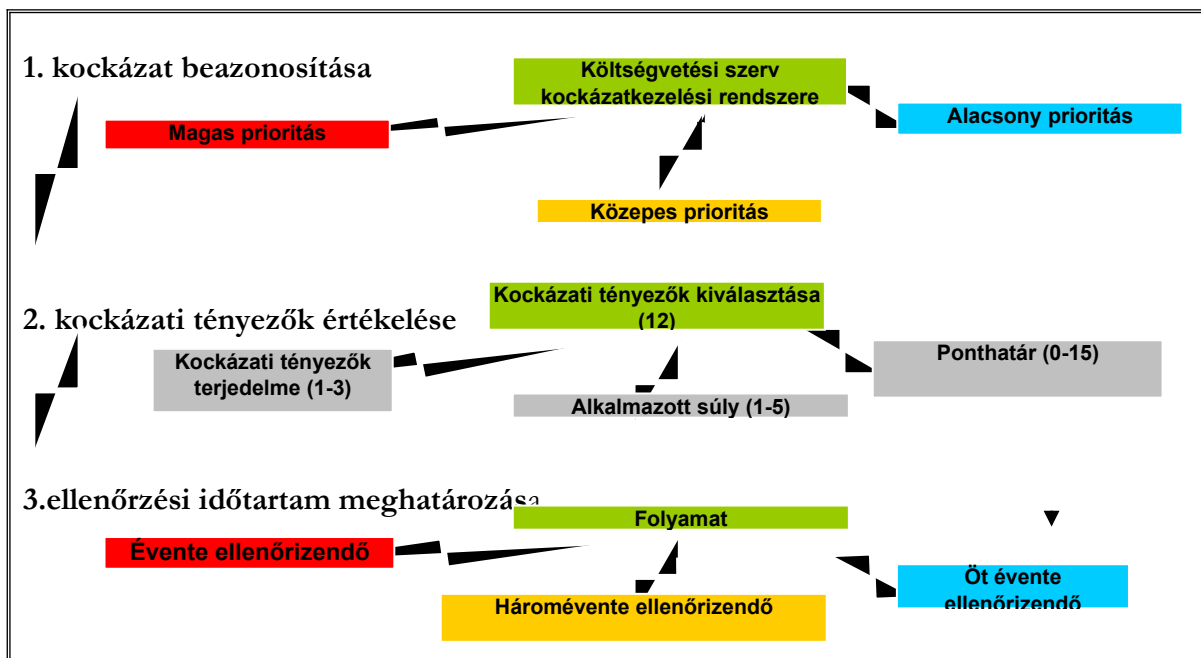 1. kockázat beazonosítása
Költségvetési szerv
kockázatkezelési rendszere
Magas prioritás
Alacsony prioritás
Közepes prioritás
2. kockázati tényezők értékelése
Kockázati tényezők kiválasztása
(12)
Kockázati tényezők
terjedelme (1-3)
Ponthatár (0-15)
Alkalmazott súly (1-5)
3.ellenőrzési időtartam meghatározása
Folyamat
Évente ellenőrizendő
Háromévente ellenőrizendő
Öt évente
ellenőrizendő